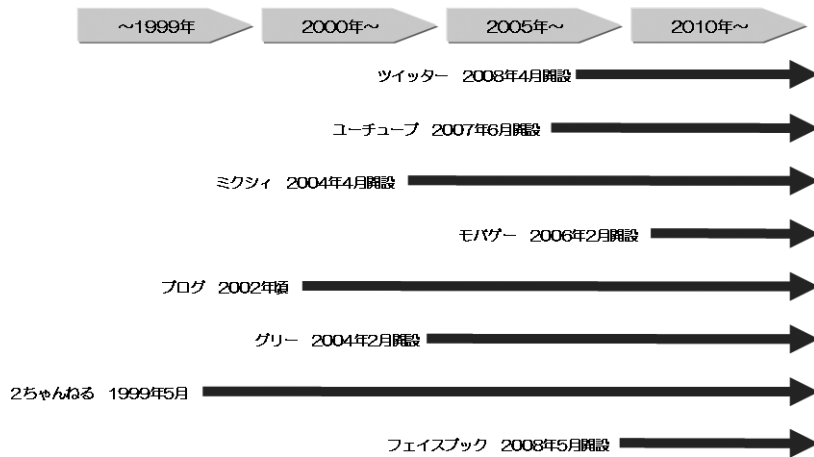 ～1999年 2000年～ 2005年～ 2010年～
ツイッター 2008年4月開設
ユーチューブ 2007年6月開設
ミクシィ 2004年4月開設
モバゲー 2006年2月開設
ブログ 2002年頃
グリー 2004年2月開設
2ちゃんねる 1999年5月
フェイスブック 2008年5月開設